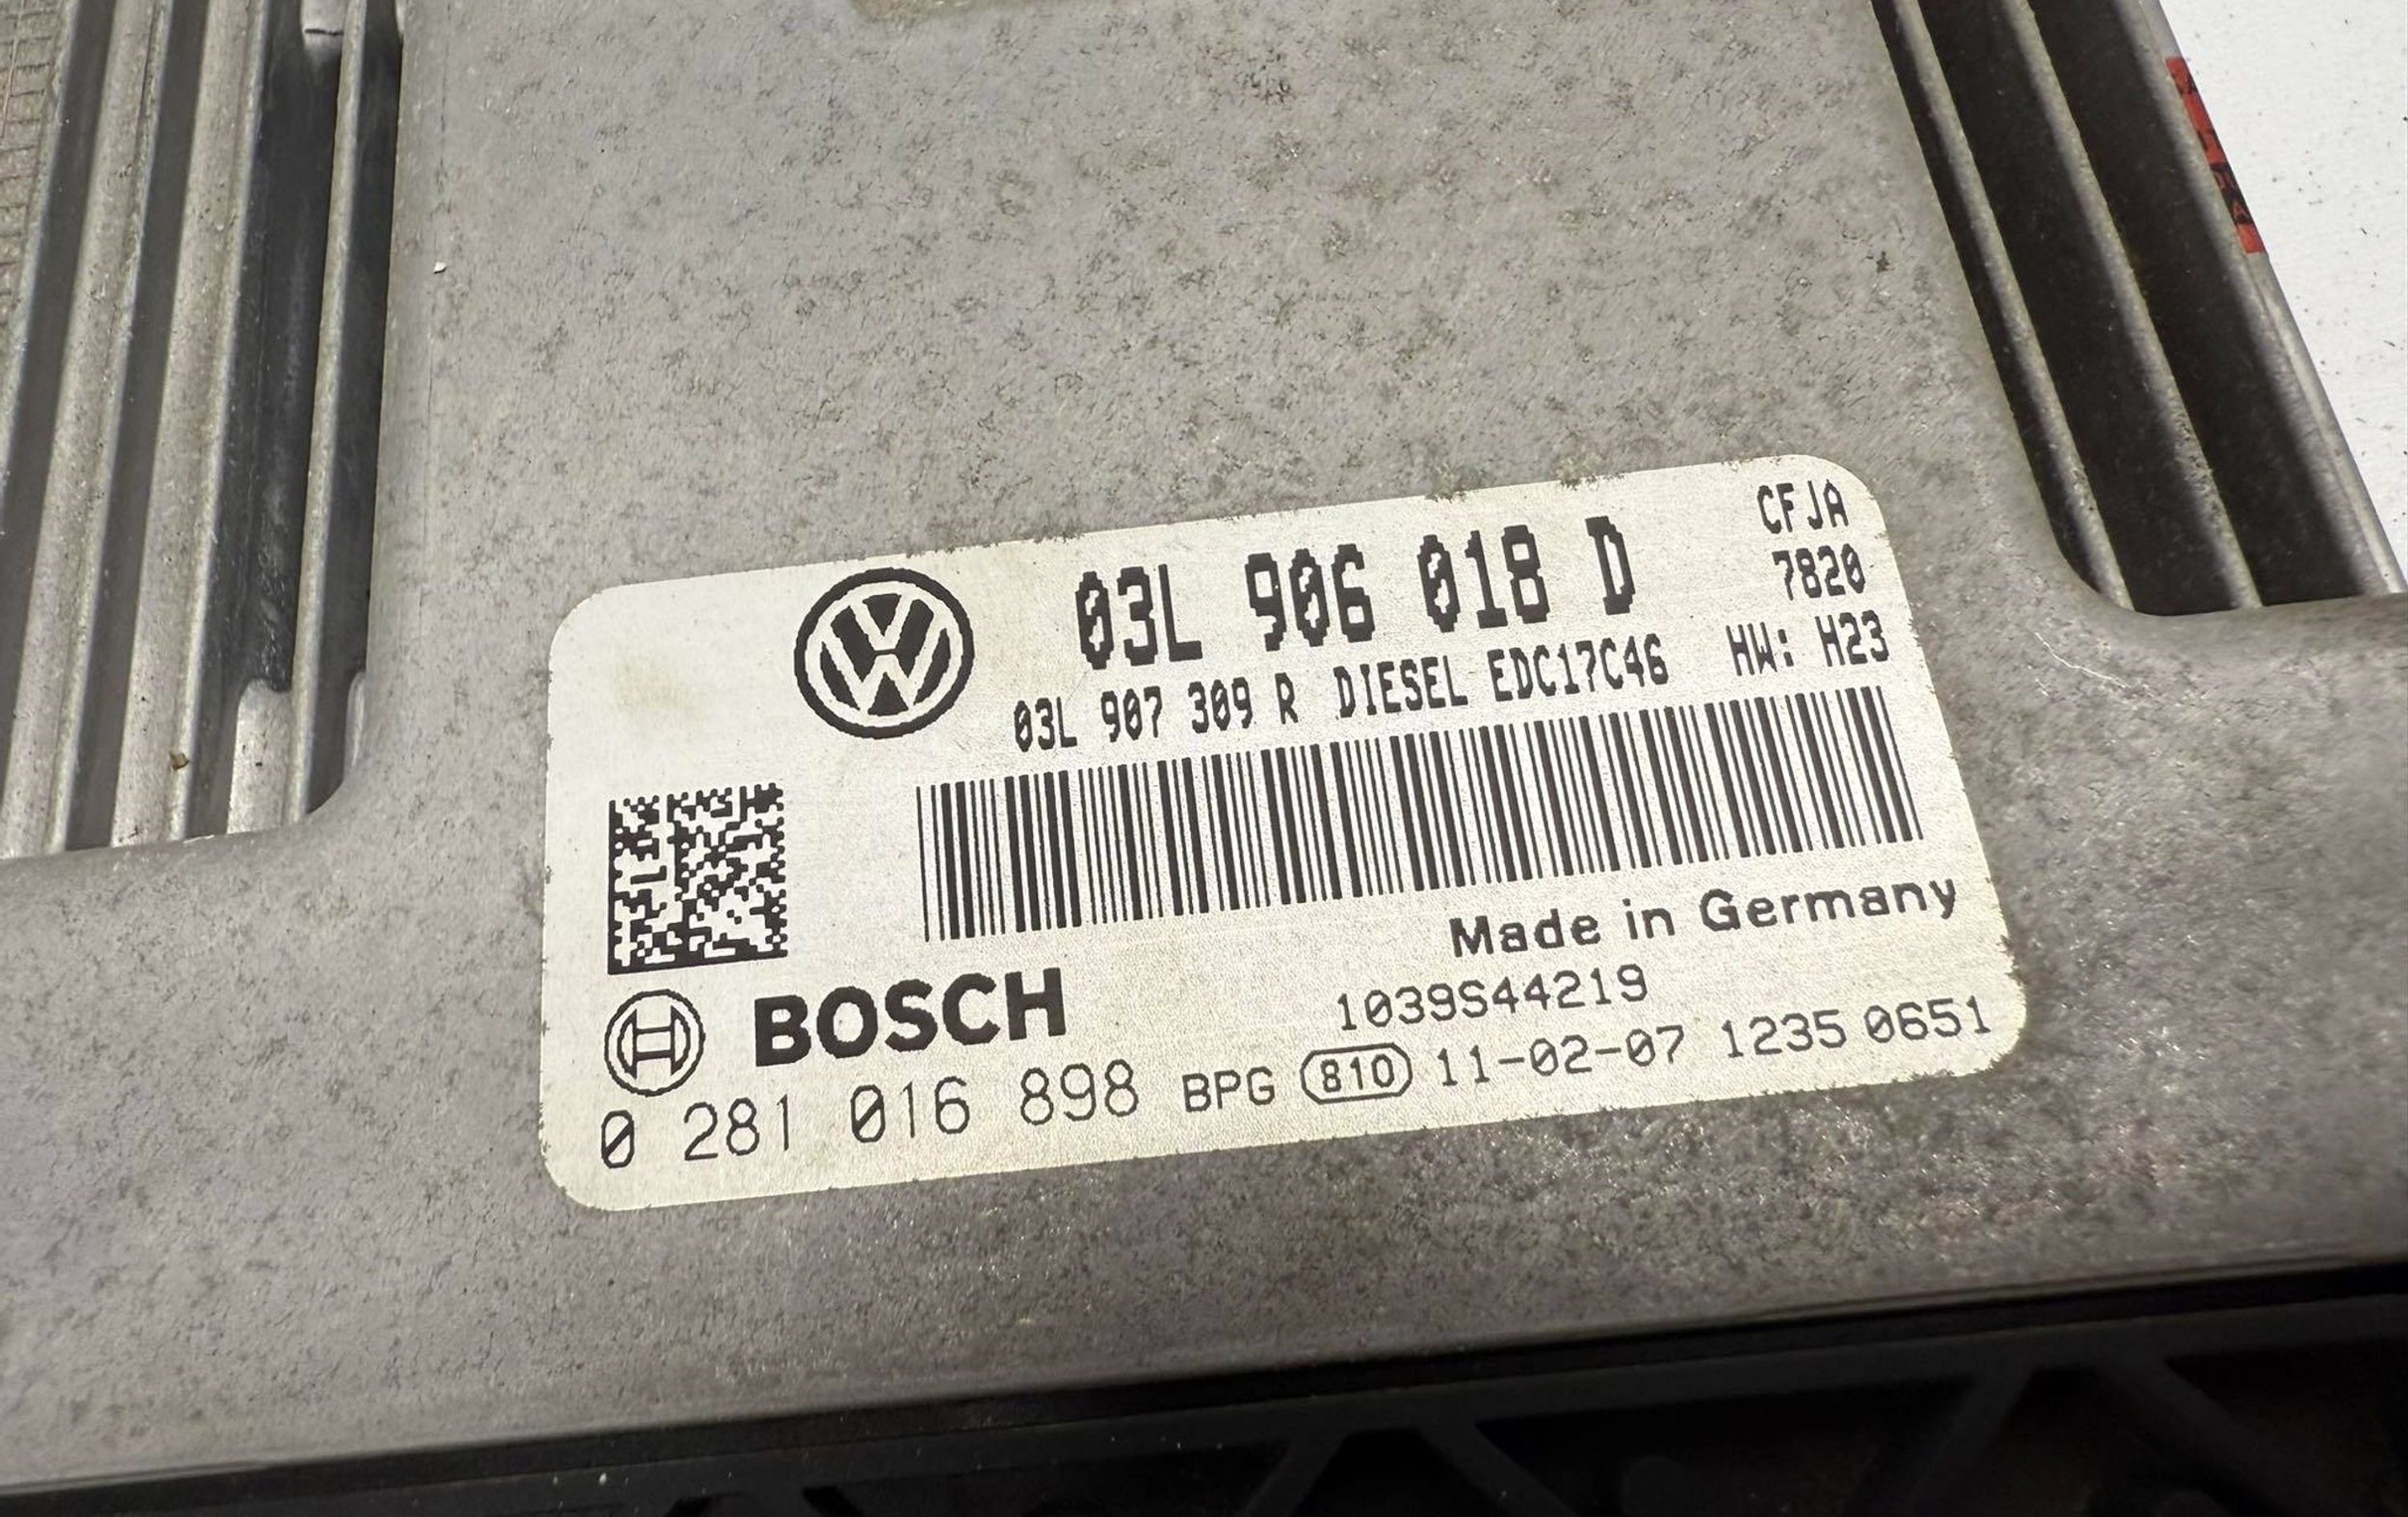 CFJA
03L 906 018 D
7820
03L 907 309 R DIESEL EDC17C46 HW: H23
Made in Germany
BOSCH
1039S44219
0 281 016 898 BPG 810 11-02-07 1235 0651